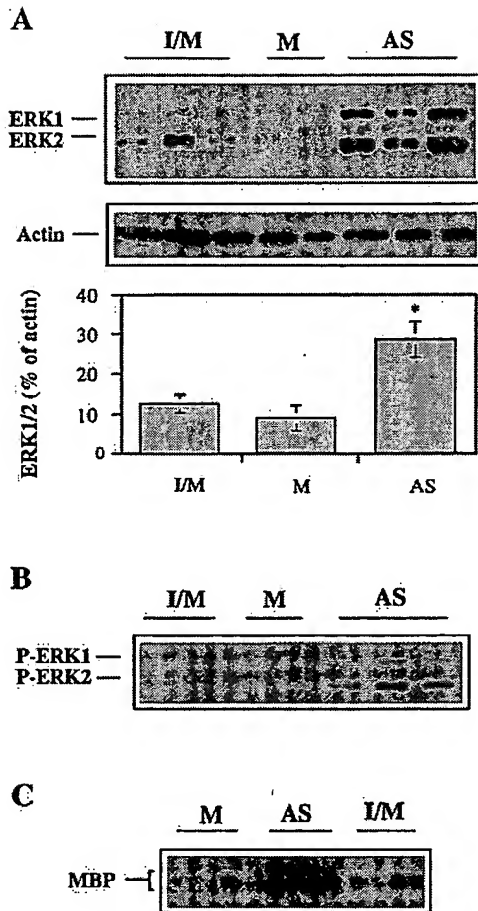 A
I/M M AS
ERK1
ERK2
Actin
ERK1/2 (% of actin)
40
30
20
10
0
*
I/M M AS
B
I/M M AS
P-ERK1
P-ERK2
C
M AS I/M
MBP